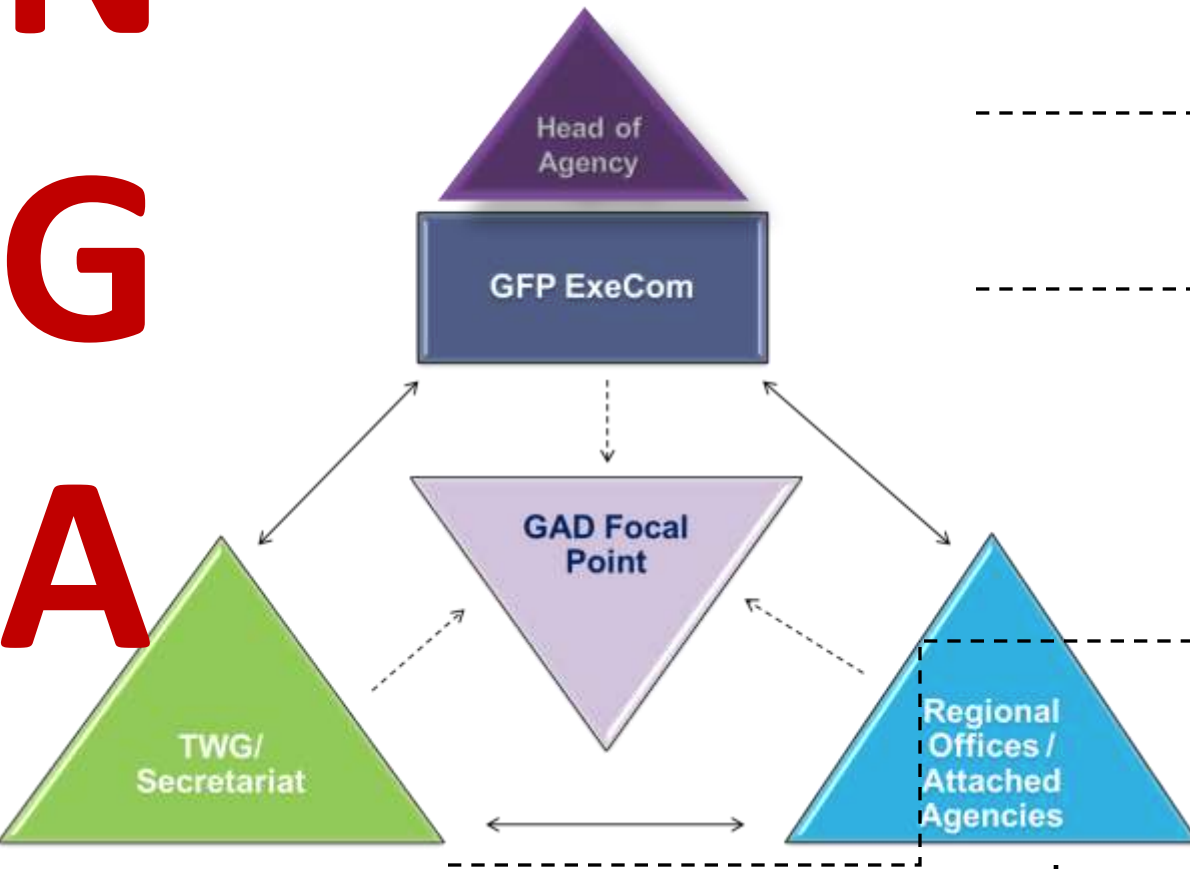 N
Head of
Agency
GFP ExeCom
G
GAD Focal
Point
A
TWG/
Secretariat
Regional
Offices /
Attached
Agencies